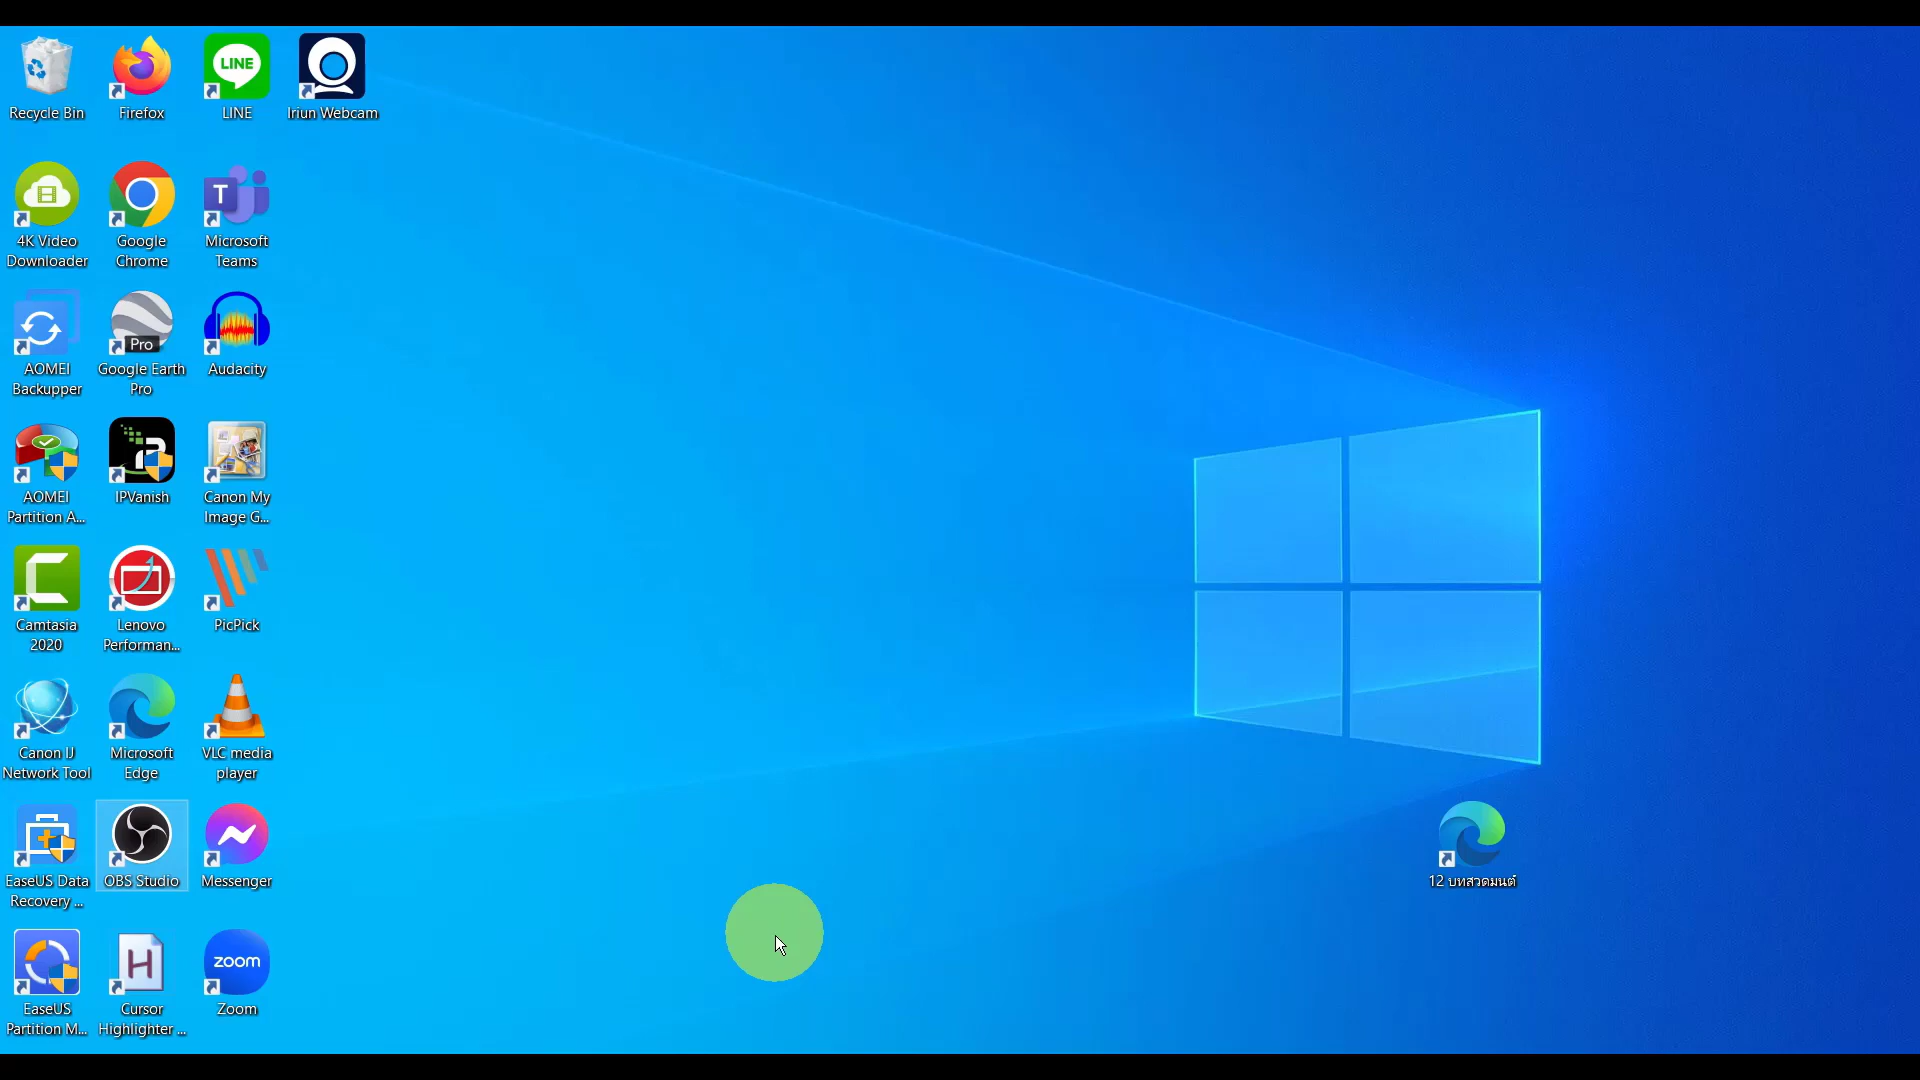 Recycle Bin
Firefox
LINE
LINE
Iriun Webcam
4K Video
Downloader
Google
Chrome
T
Microsoft
Teams
AOMEI
Backupper
Pro
Google Earth
Pro
Audacity
AOMEI
Partition A...
IPVanish
Canon My
Image G...
Camtasia
2020
Lenovo
Performan...
PicPick
Canon IJ
Network Tool
Microsoft
Edge
VLC media
player
EaseUS Data
Recovery ...
OBS Studio
Messenger
12 บทสวดมนต์
EaseUS
Partition M...
H
Cursor
Highlighter ...
zoom
Zoom